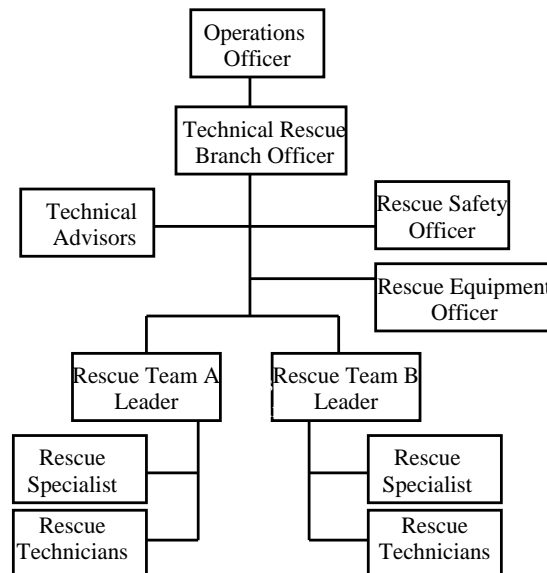 Operations
Officer
Technical Rescue
Branch Officer
Technical
Advisors
Rescue Safety
Officer
Rescue Equipment
Officer
Rescue Team A
Leader
Rescue Team B
Leader
Rescue
Specialist
Rescue
Specialist
Rescue
Technicians
Rescue
Technicians